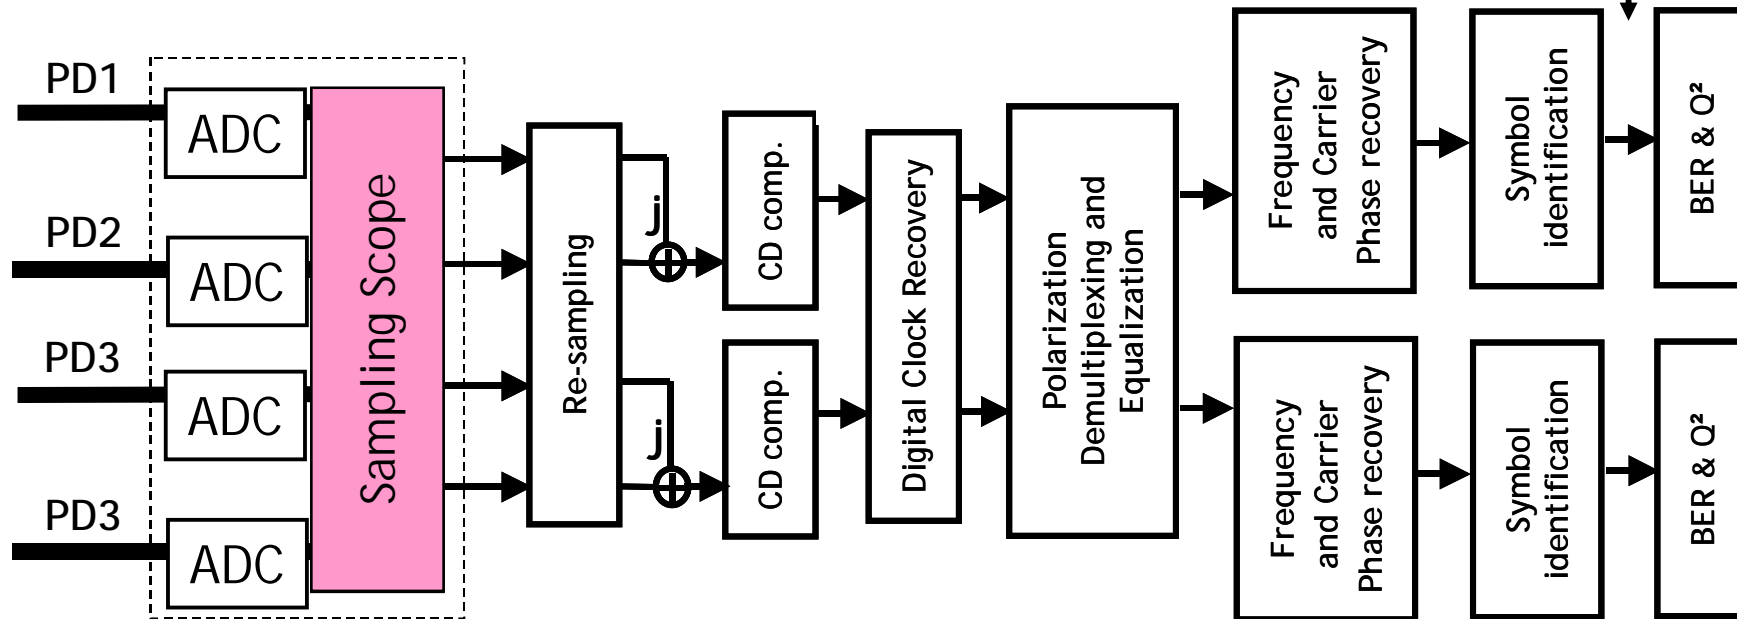 PD1
ADC
PD2
ADC
PD3
ADC
PD3
ADC
Sampling Scope
Re-sampling
j
j
CD comp.
CD comp.
Digital Clock Recovery
Polarization
Demultiplexing and
Equalization
Frequency
and Carrier
Phase recovery
Symbol
identification
BER & Q²
Frequency
and Carrier
Phase recovery
Symbol
identification
BER & Q²